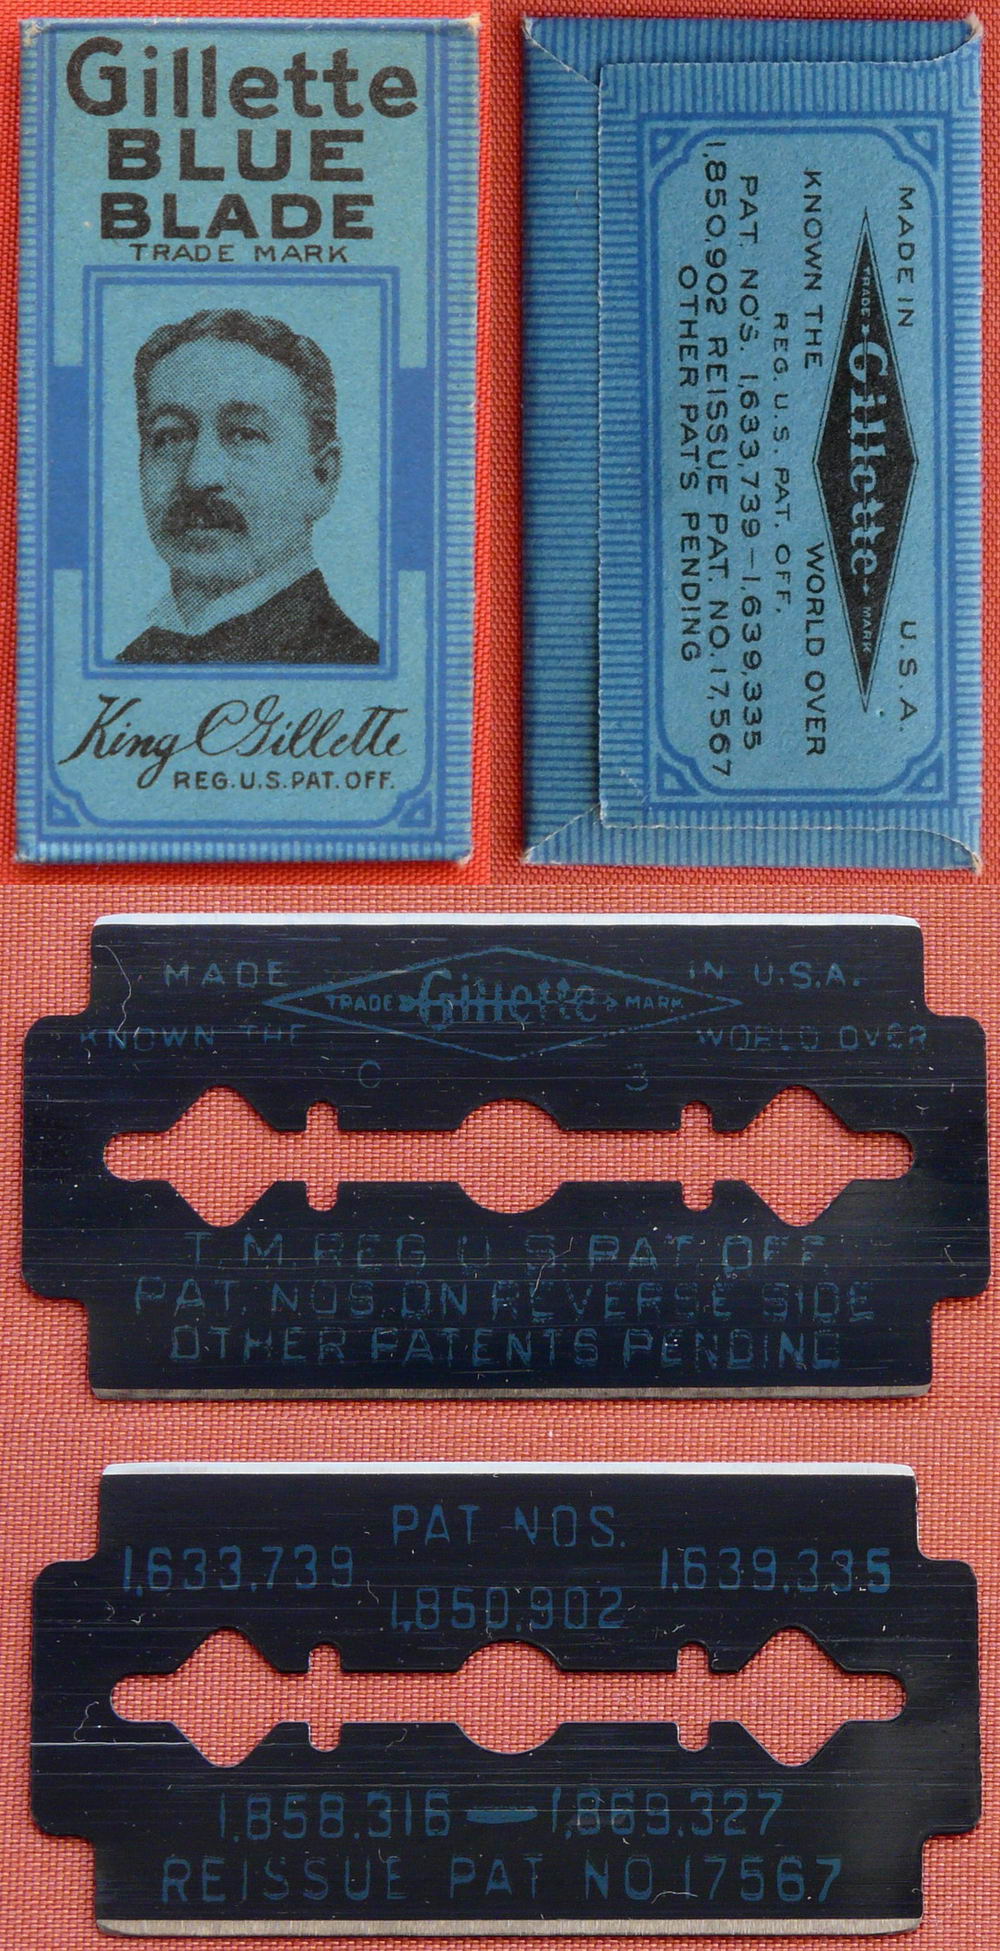 Gillette
BLUE
BLADE
TRADE MARK
King C Gillette
REG. U.S. PAT. OFF.
MADE IN U.S.A.
TRADE Gillette MARK
KNOWN THE WORLD OVER
REG. U.S. PAT. OFF.
PAT. NO'S. 1,633,739–1,639,335
1,850,902 REISSUE PAT. NO. 17,567
OTHER PAT'S PENDING
MADE IN U.S.A.
TRADE Gillette MARK
KNOWN THE WORLD OVER
C 3
T.M.REG.U.S.PAT.OFF.
PAT. NOS.ON REVERSE SIDE
OTHER PATENTS PENDING
PAT NOS.
1,633,739 1,639,335
1,850,902
1,858,316 — 1,869,327
REISSUE PAT NO.17567